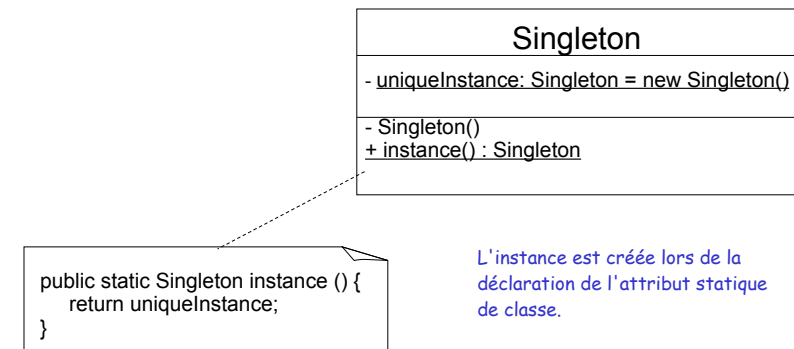 Singleton
- uniqueInstance: Singleton = new Singleton()
- Singleton()
+ instance() : Singleton
public static Singleton instance () {
return uniqueInstance;
}
L'instance est créée lors de la
déclaration de l'attribut statique
de classe.